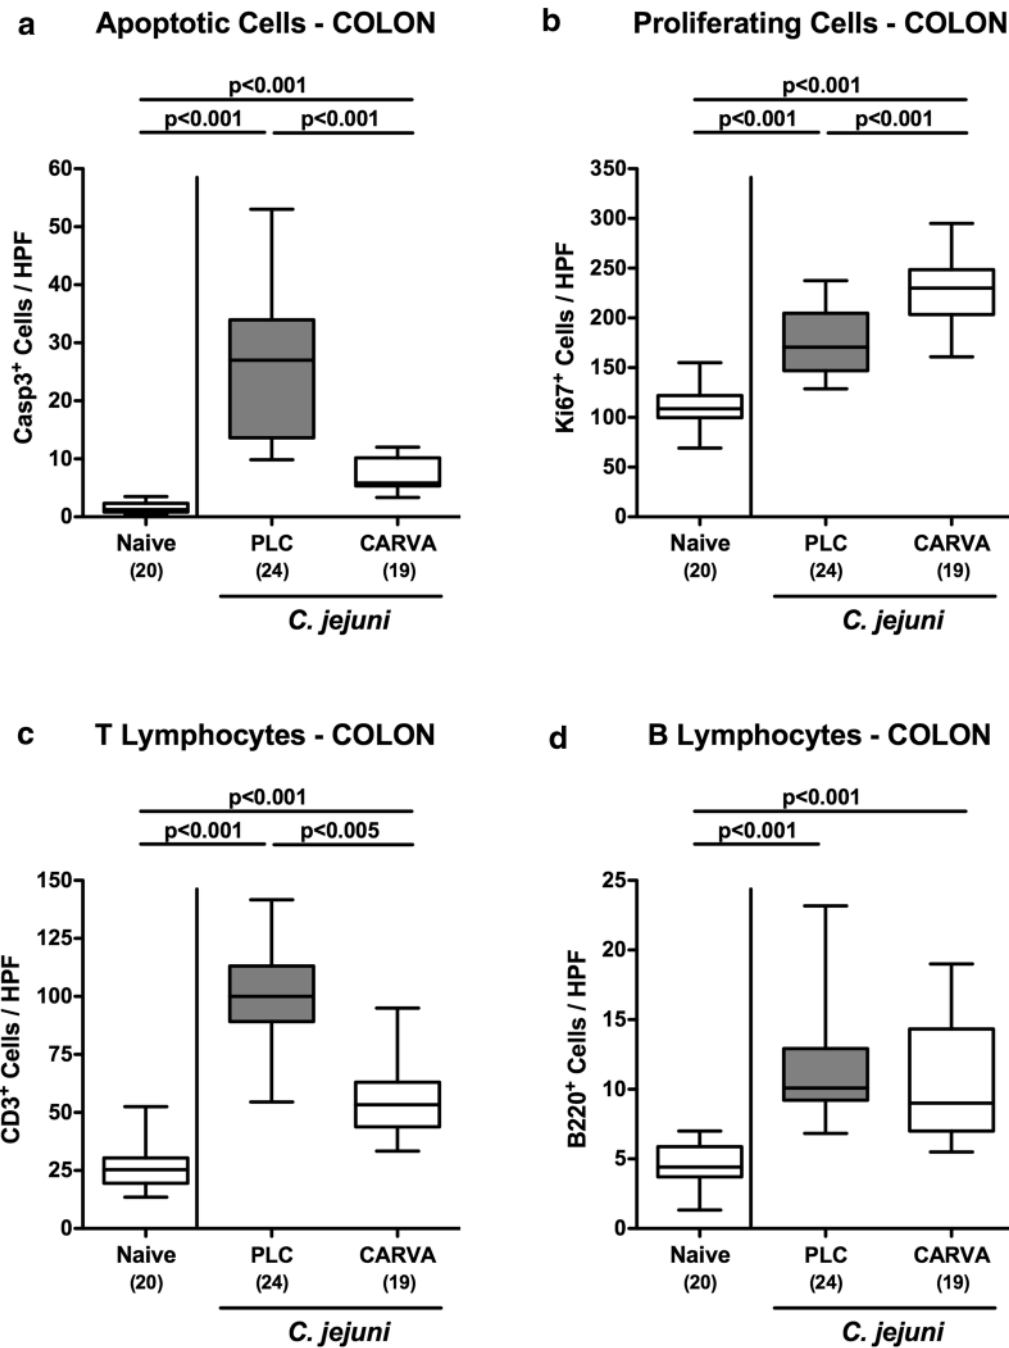 a Apoptotic Cells - COLON
p<0.001
p<0.001 p<0.001
Casp3⁺ Cells / HPF
60
50
40
30
20
10
0
Naive PLC CARVA
(20) (24) (19)
C. jejuni
b Proliferating Cells - COLON
p<0.001
p<0.001 p<0.001
Ki67⁺ Cells / HPF
350
300
250
200
150
100
50
0
Naive PLC CARVA
(20) (24) (19)
C. jejuni
c T Lymphocytes - COLON
p<0.001
p<0.001 p<0.005
CD3⁺ Cells / HPF
150
125
100
75
50
25
0
Naive PLC CARVA
(20) (24) (19)
C. jejuni
d B Lymphocytes - COLON
p<0.001
p<0.001
B220⁺ Cells / HPF
25
20
15
10
5
0
Naive PLC CARVA
(20) (24) (19)
C. jejuni